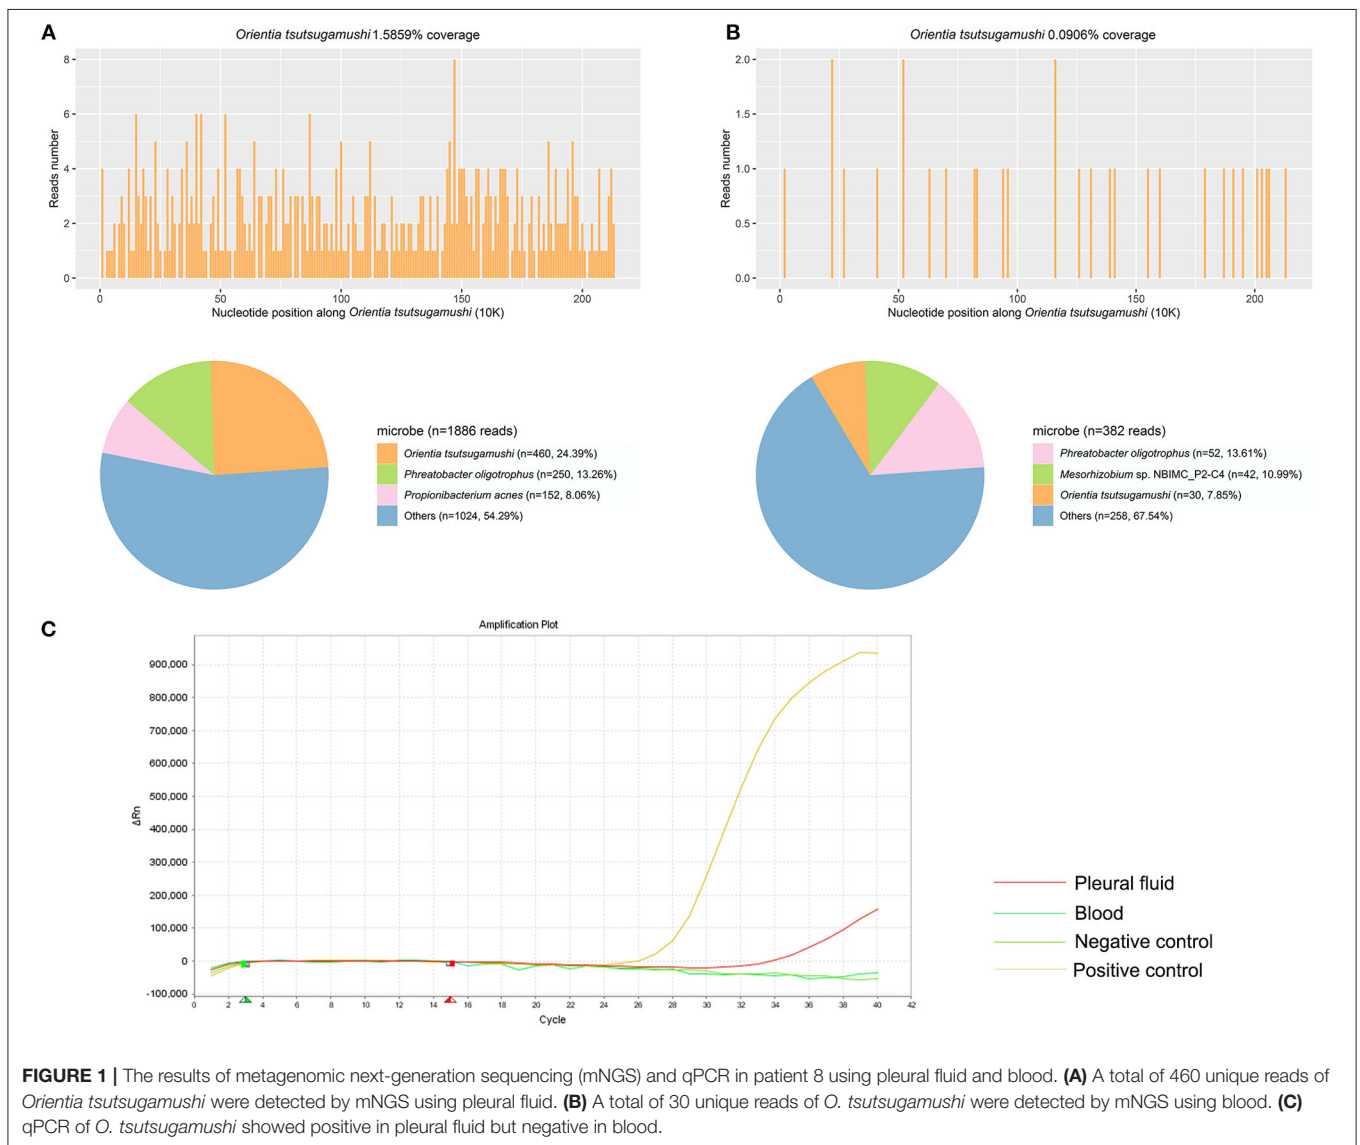 A
Orientia tsutsugamushi 1.5859% coverage
8
6
4
2
0
Reads number
0 50 100 150 200
Nucleotide position along Orientia tsutsugamushi (10K)
B
Orientia tsutsugamushi 0.0906% coverage
2.0
1.5
1.0
0.5
0.0
Reads number
0 50 100 150 200
Nucleotide position along Orientia tsutsugamushi (10K)
microbe (n=1886 reads)
Orientia tsutsugamushi (n=460, 24.39%)
Phreatobacter oligotrophus (n=250, 13.26%)
Propionibacterium acnes (n=152, 8.06%)
Others (n=1024, 54.29%)
microbe (n=382 reads)
Phreatobacter oligotrophus (n=52, 13.61%)
Mesorhizobium sp. NBIMC_P2-C4 (n=42, 10.99%)
Orientia tsutsugamushi (n=30, 7.85%)
Others (n=258, 67.54%)
C
Amplification Plot
900,000
800,000
700,000
600,000
500,000
400,000
300,000
200,000
100,000
0
-100,000
ΔRn
0 2 4 6 8 10 12 14 16 18 20 22 24 26 28 30 32 34 36 38 40 42
Cycle
Pleural fluid
Blood
Negative control
Positive control
FIGURE 1 | The results of metagenomic next-generation sequencing (mNGS) and qPCR in patient 8 using pleural fluid and blood. (A) A total of 460 unique reads of
Orientia tsutsugamushi were detected by mNGS using pleural fluid. (B) A total of 30 unique reads of O. tsutsugamushi were detected by mNGS using blood. (C)
qPCR of O. tsutsugamushi showed positive in pleural fluid but negative in blood.